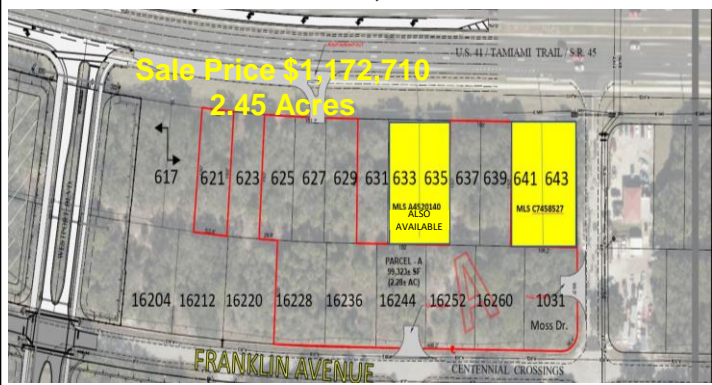 U.S. 41 / TAMIAMI TRAIL / S.R. 45
Sale Price $1,172,710
2.45 Acres
617 621 623 625 627 629 631 633 635 637 639 641 643
MLS A4520140
ALSO
AVAILABLE
MLS C7458527
PARCEL - A
99,323± SF
(2.28± AC)
A
16204 16212 16220 16228 16236 16244 16252 16260 1031
Moss Dr.
FRANKLIN AVENUE
CENTENNIAL CROSSINGS